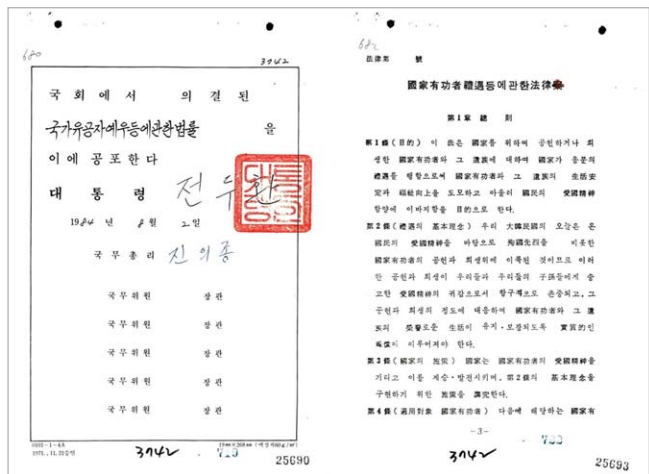 680
3742
국회에서 의결된
국가유공자예우등에관한법률 을
이에 공포한다
대통령 전두환
1984년 8월 2일
국무총리 진의종
국무위원 장관
국무위원 장관
국무위원 장관
국무위원 장관
국무위원 장관
3742
25690
682
法律第 號
國家有功者禮遇등에관한法律
第1章 總則
第1條(目的) 이 法은 國家를 위하여 공헌하거나 희
생한 國家有功者와 그 遺族에 대하여 國家가 응분의
禮遇를 행함으로써 國家有功者와 그 遺族의 生活安
定과 福祉向上을 도모하고 아울러 國民의 愛國精神
함양에 이바지함을 目的으로 한다.
第2條(禮遇의 基本理念) 우리 大韓民國의 오늘은 온
國民의 愛國精神을 바탕으로 殉國先烈을 비롯한
國家有功者의 공헌과 희생위에 이룩된 것이므로 이러
한 공헌과 희생이 우리들과 우리들의 子孫들에게 숭
고한 愛國精神의 귀감으로서 항구적으로 존중되고, 그
공헌과 희생의 정도에 대응하여 國家有功者와 그 遺
族의 榮譽로운 生活이 유지·보장되도록 實質的인
報償이 이루어져야 한다.
第3條(國家의 施策) 國家는 國家有功者의 愛國精神을
기리고 이를 계승·발전시키며, 第2條의 基本理念을
구현하기 위한 施策을 講究한다.
第4條(適用對象 國家有功者) 다음에 해당하는 國家有
-3-
3742
25693